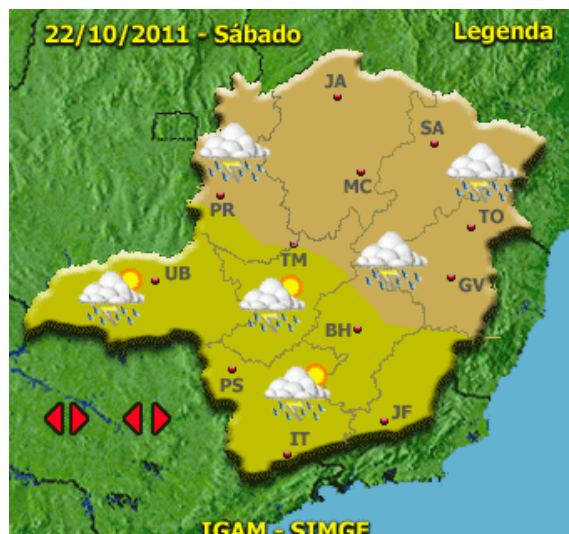 22/10/2011 - Sábado
Legenda
JA
SA
MC
PR
TO
TM
UB
GV
BH
PS
JF
IT
IGAM - SIMGE